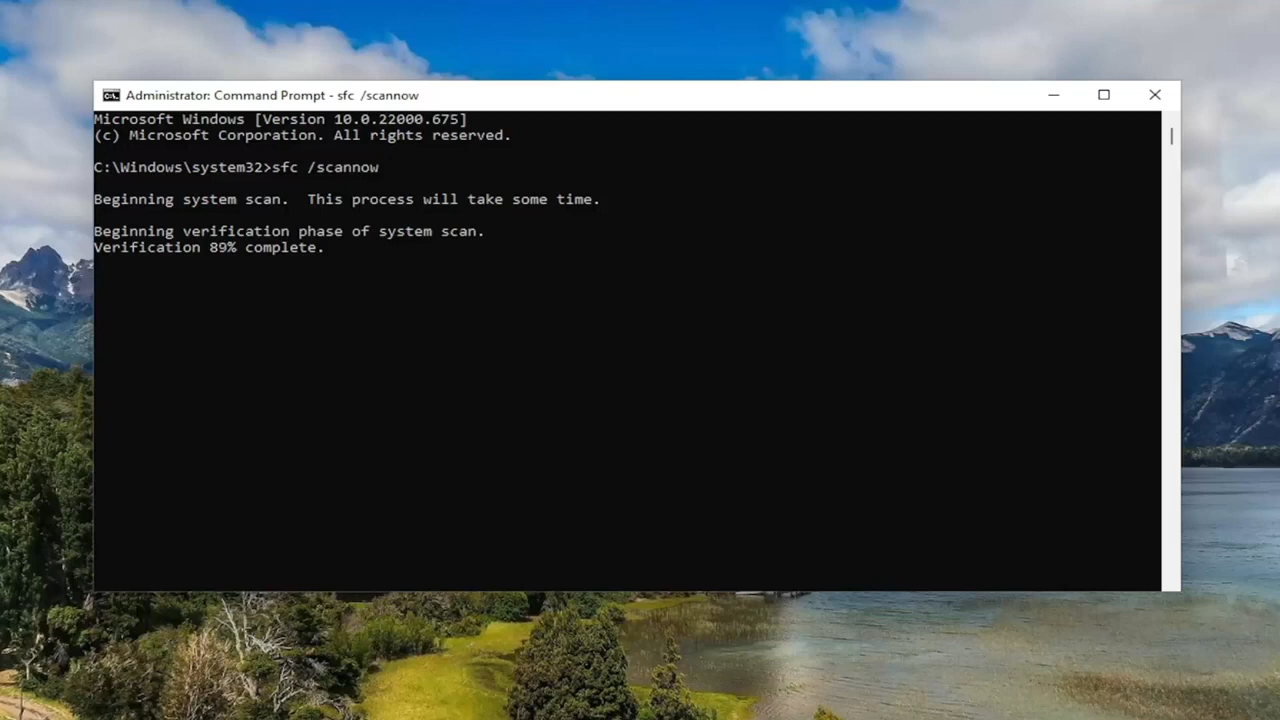 Administrator: Command Prompt - sfc  /scannow
Microsoft Windows [Version 10.0.22000.675]
(c) Microsoft Corporation. All rights reserved.
C:\Windows\system32>sfc /scannow
Beginning system scan.  This process will take some time.
Beginning verification phase of system scan.
Verification 89% complete.